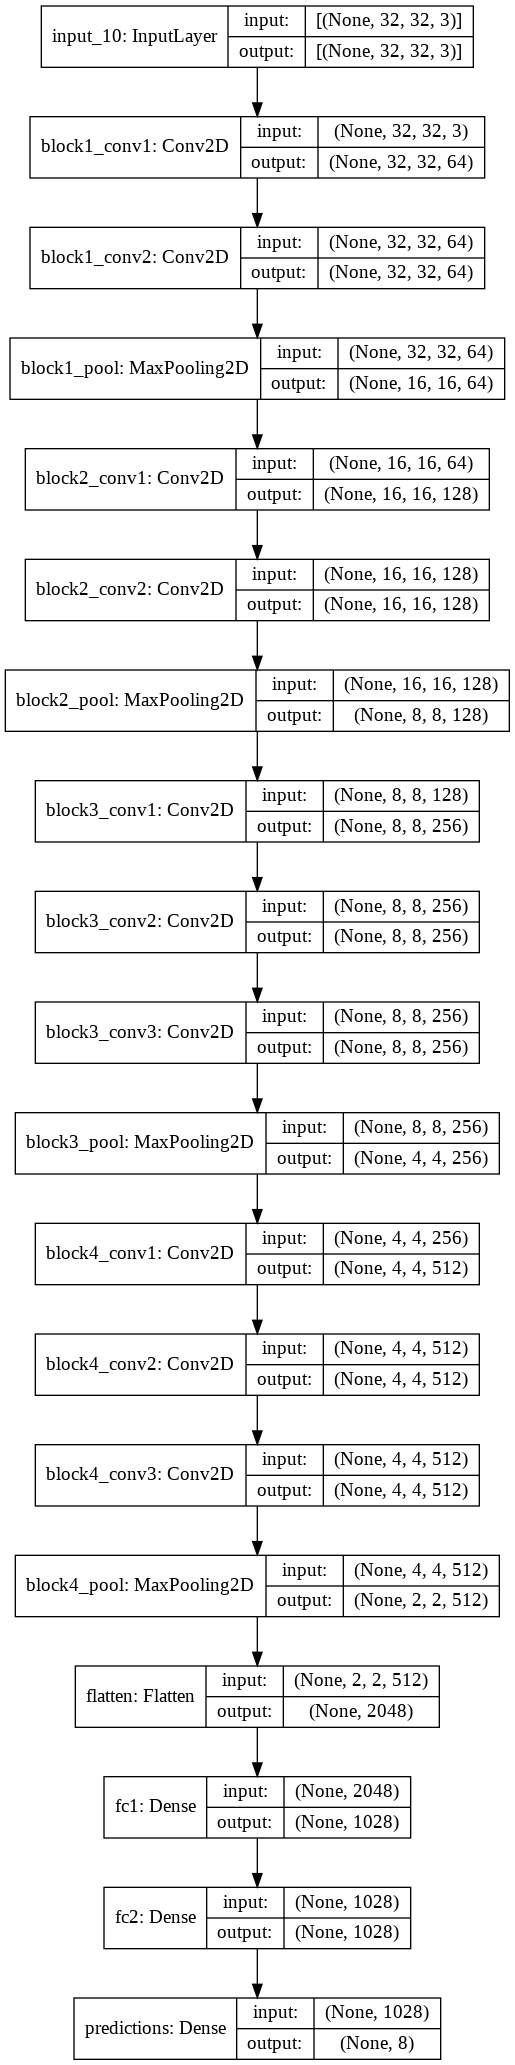 input_10: InputLayer
input: [(None, 32, 32, 3)]
output: [(None, 32, 32, 3)]
block1_conv1: Conv2D
input: (None, 32, 32, 3)
output: (None, 32, 32, 64)
block1_conv2: Conv2D
input: (None, 32, 32, 64)
output: (None, 32, 32, 64)
block1_pool: MaxPooling2D
input: (None, 32, 32, 64)
output: (None, 16, 16, 64)
block2_conv1: Conv2D
input: (None, 16, 16, 64)
output: (None, 16, 16, 128)
block2_conv2: Conv2D
input: (None, 16, 16, 128)
output: (None, 16, 16, 128)
block2_pool: MaxPooling2D
input: (None, 16, 16, 128)
output: (None, 8, 8, 128)
block3_conv1: Conv2D
input: (None, 8, 8, 128)
output: (None, 8, 8, 256)
block3_conv2: Conv2D
input: (None, 8, 8, 256)
output: (None, 8, 8, 256)
block3_conv3: Conv2D
input: (None, 8, 8, 256)
output: (None, 8, 8, 256)
block3_pool: MaxPooling2D
input: (None, 8, 8, 256)
output: (None, 4, 4, 256)
block4_conv1: Conv2D
input: (None, 4, 4, 256)
output: (None, 4, 4, 512)
block4_conv2: Conv2D
input: (None, 4, 4, 512)
output: (None, 4, 4, 512)
block4_conv3: Conv2D
input: (None, 4, 4, 512)
output: (None, 4, 4, 512)
block4_pool: MaxPooling2D
input: (None, 4, 4, 512)
output: (None, 2, 2, 512)
flatten: Flatten
input: (None, 2, 2, 512)
output: (None, 2048)
fc1: Dense
input: (None, 2048)
output: (None, 1028)
fc2: Dense
input: (None, 1028)
output: (None, 1028)
predictions: Dense
input: (None, 1028)
output: (None, 8)